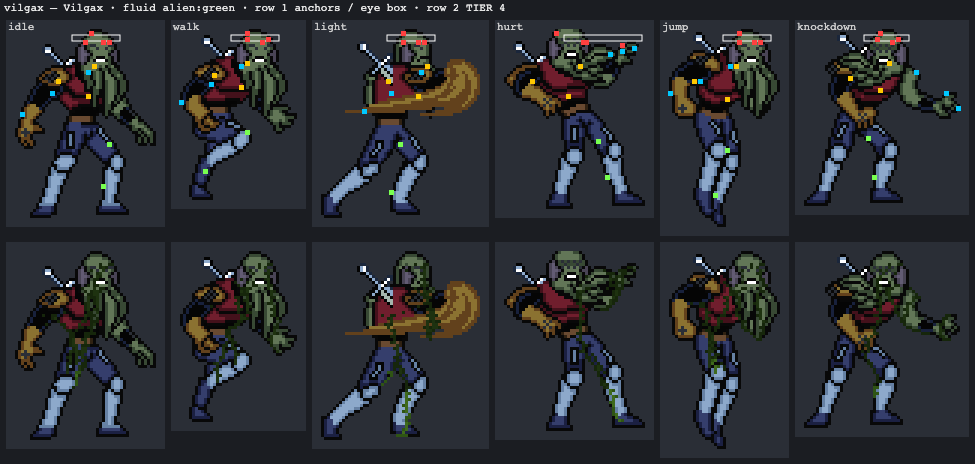 vilgax — Vilgax · fluid alien:green · row 1 anchors / eye box · row 2 TIER 4
idle walk light hurt jump knockdown